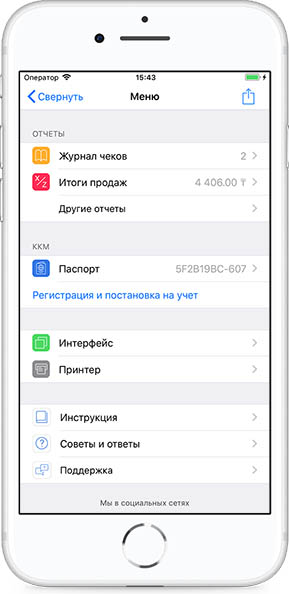 Оператор 15:43
Свернуть Меню
ОТЧЕТЫ
Журнал чеков 2
X/Z Итоги продаж 4 406.00 ₸
Другие отчеты
ККМ
Паспорт 5F2B19BC-607
Регистрация и постановка на учет
Интерфейс
Принтер
Инструкция
? Советы и ответы
Поддержка
Мы в социальных сетях